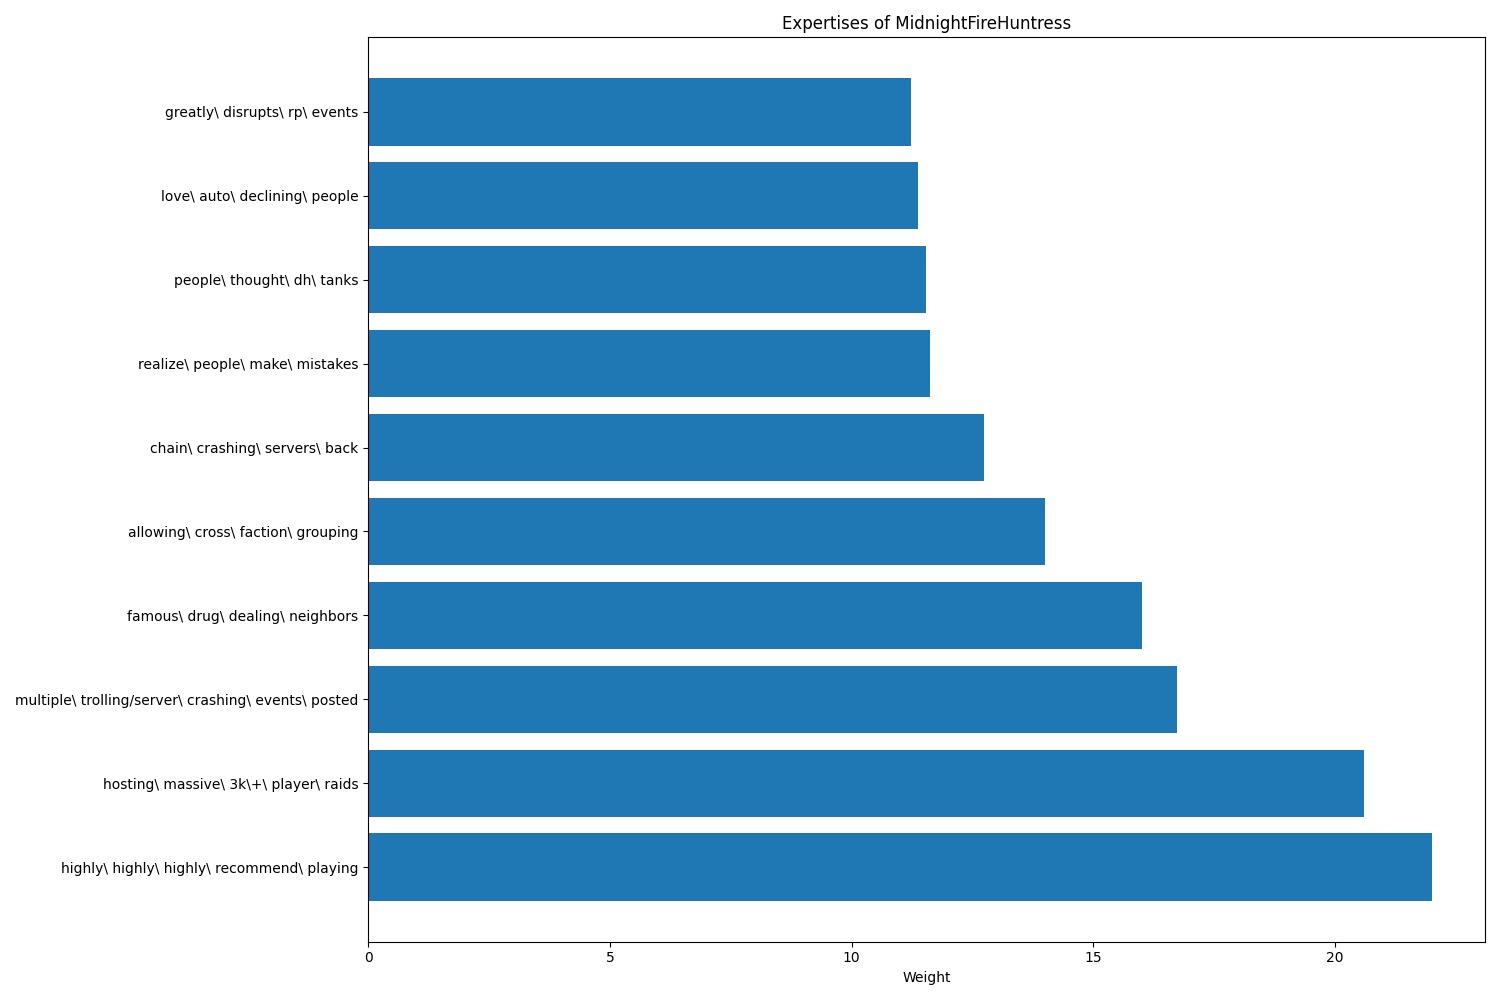 Expertises of MidnightFireHuntress
greatly\ disrupts\ rp\ events
love\ auto\ declining\ people
people\ thought\ dh\ tanks
realize\ people\ make\ mistakes
chain\ crashing\ servers\ back
allowing\ cross\ faction\ grouping
famous\ drug\ dealing\ neighbors
multiple\ trolling/server\ crashing\ events\ posted
hosting\ massive\ 3k\+\ player\ raids
highly\ highly\ highly\ recommend\ playing
0 5 10 15 20
Weight